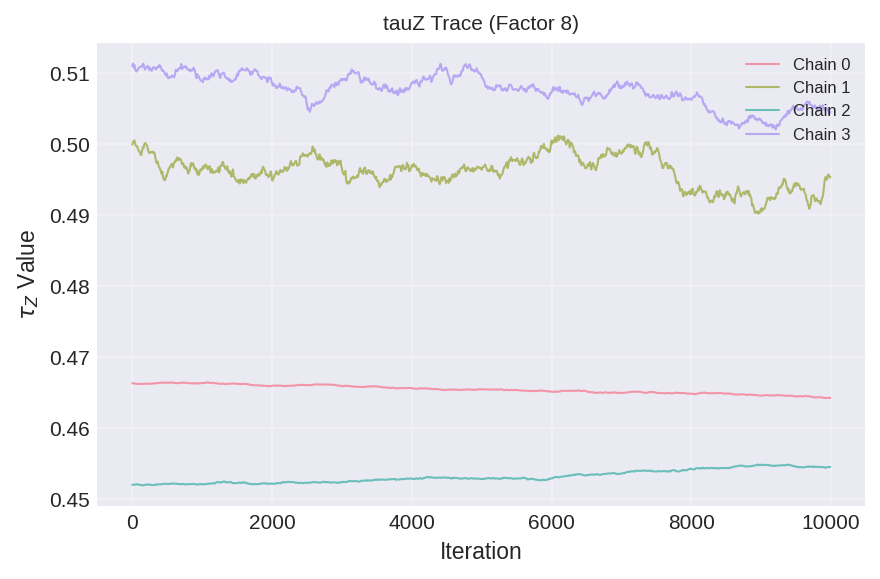 tauZ Trace (Factor 8)
Chain 0
Chain 1
Chain 2
Chain 3
0.51
0.50
0.49
0.48
0.47
0.46
0.45
τZ Value
0 2000 4000 6000 8000 10000
Iteration